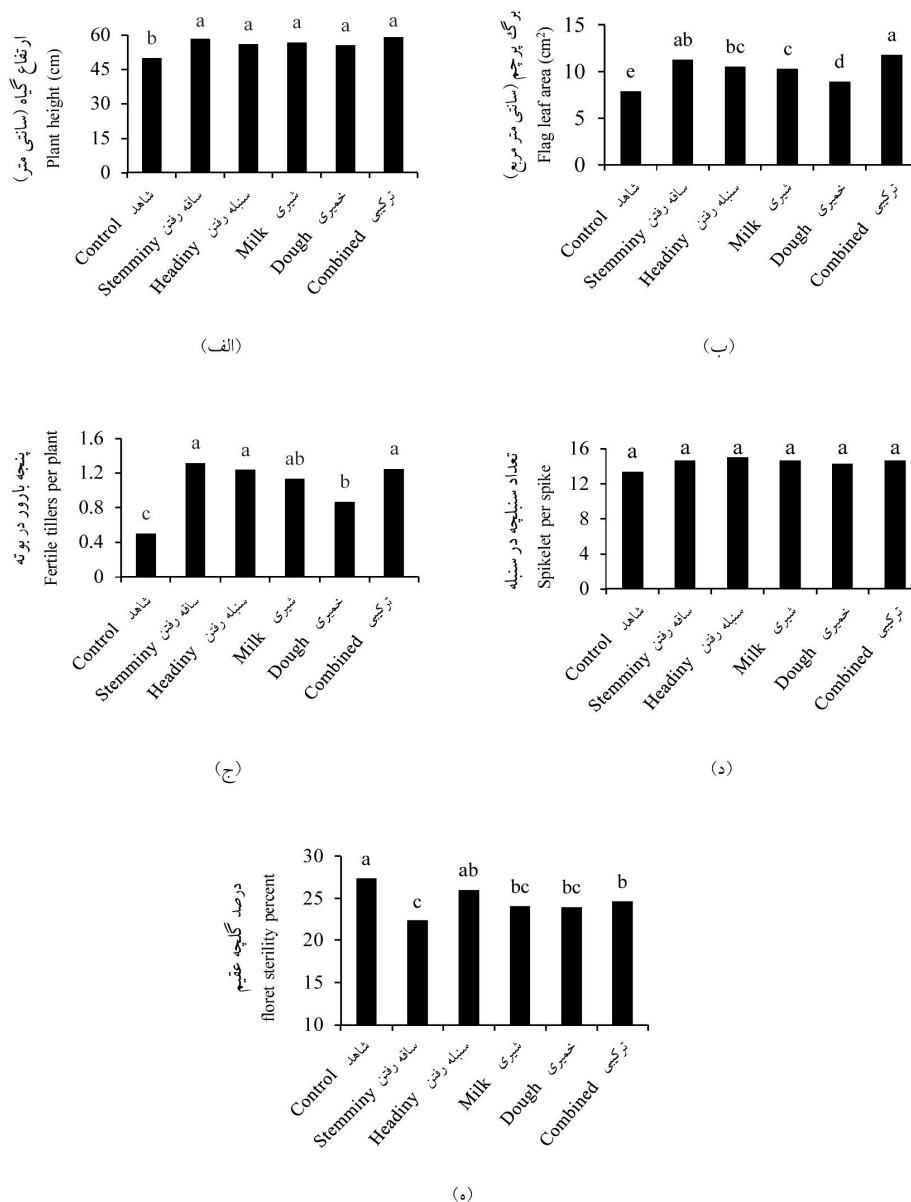 ارتفاع گیاه (سانتی متر)
Plant height (cm)
60
45
30
15
0
b
a
a
a
a
a
Control شاهد
Stemminy ساقه رفتن
Headiny سنبله رفتن
Milk شیری
Dough خمیری
Combined ترکیبی
(الف)
برگ پرچم (سانتی متر مربع)
Flag leaf area (cm²)
15
10
5
0
e
ab
bc
c
d
a
Control شاهد
Stemminy ساقه رفتن
Headiny سنبله رفتن
Milk شیری
Dough خمیری
Combined ترکیبی
(ب)
پنجه بارور در بوته
Fertile tillers per plant
1.6
1.2
0.8
0.4
0
c
a
a
ab
b
a
Control شاهد
Stemminy ساقه رفتن
Headiny سنبله رفتن
Milk شیری
Dough خمیری
Combined ترکیبی
(ج)
تعداد سنبلچه در سنبله
Spikelet per spike
16
12
8
4
0
a
a
a
a
a
a
Control شاهد
Stemminy ساقه رفتن
Headiny سنبله رفتن
Milk شیری
Dough خمیری
Combined ترکیبی
(د)
درصد گلچه عقیم
floret sterility percent
30
25
20
15
10
a
c
ab
bc
bc
b
Control شاهد
Stemminy ساقه رفتن
Headiny سنبله رفتن
Milk شیری
Dough خمیری
Combined ترکیبی
(ه)